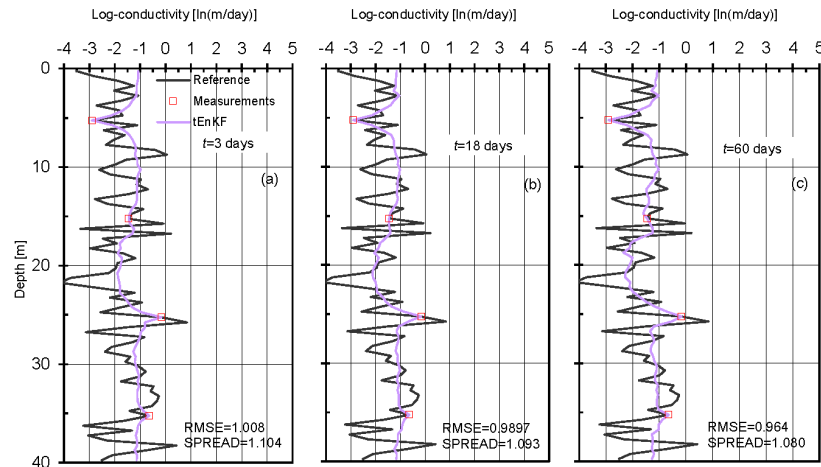 Log-conductivity [ln(m/day)] Log-conductivity [ln(m/day)] Log-conductivity [ln(m/day)]
-4 -3 -2 -1 0 1 2 3 4 5 -4 -3 -2 -1 0 1 2 3 4 5 -4 -3 -2 -1 0 1 2 3 4 5
0
Reference
Measurements
tEnKF
t=3 days
t=18 days
t=60 days
10
(a)
(b)
(c)
20
Depth [m]
30
RMSE=1.008
SPREAD=1.104
RMSE=0.9897
SPREAD=1.093
RMSE=0.964
SPREAD=1.080
40